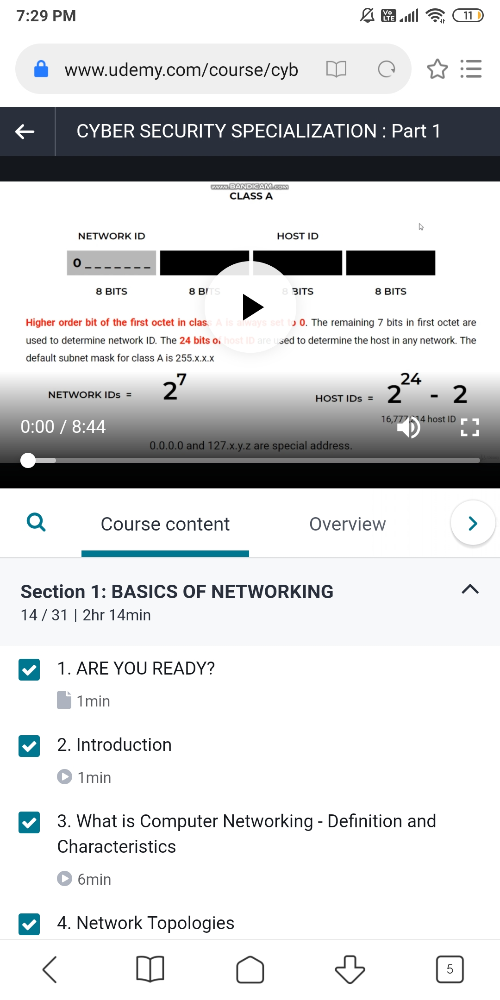 7:29 PM
Vo
LTE
11
www.udemy.com/course/cyb
CYBER SECURITY SPECIALIZATION : Part 1
www.BANDICAM.com
CLASS A
NETWORK ID
HOST ID
0 _ _ _ _ _ _ _
8 BITS 8 BITS 8 BITS 8 BITS
Higher order bit of the first octet in class A is always set to 0. The remaining 7 bits in first octet are
used to determine network ID. The 24 bits of host ID are used to determine the host in any network. The
default subnet mask for class A is 255.x.x.x
NETWORK IDs = 2^7
HOST IDs = 2^24 - 2
16,777,214 host ID
0:00 / 8:44
0.0.0.0 and 127.x.y.z are special address.
Course content
Overview
Section 1: BASICS OF NETWORKING
14 / 31 | 2hr 14min
1. ARE YOU READY?
1min
2. Introduction
1min
3. What is Computer Networking - Definition and
Characteristics
6min
4. Network Topologies
5